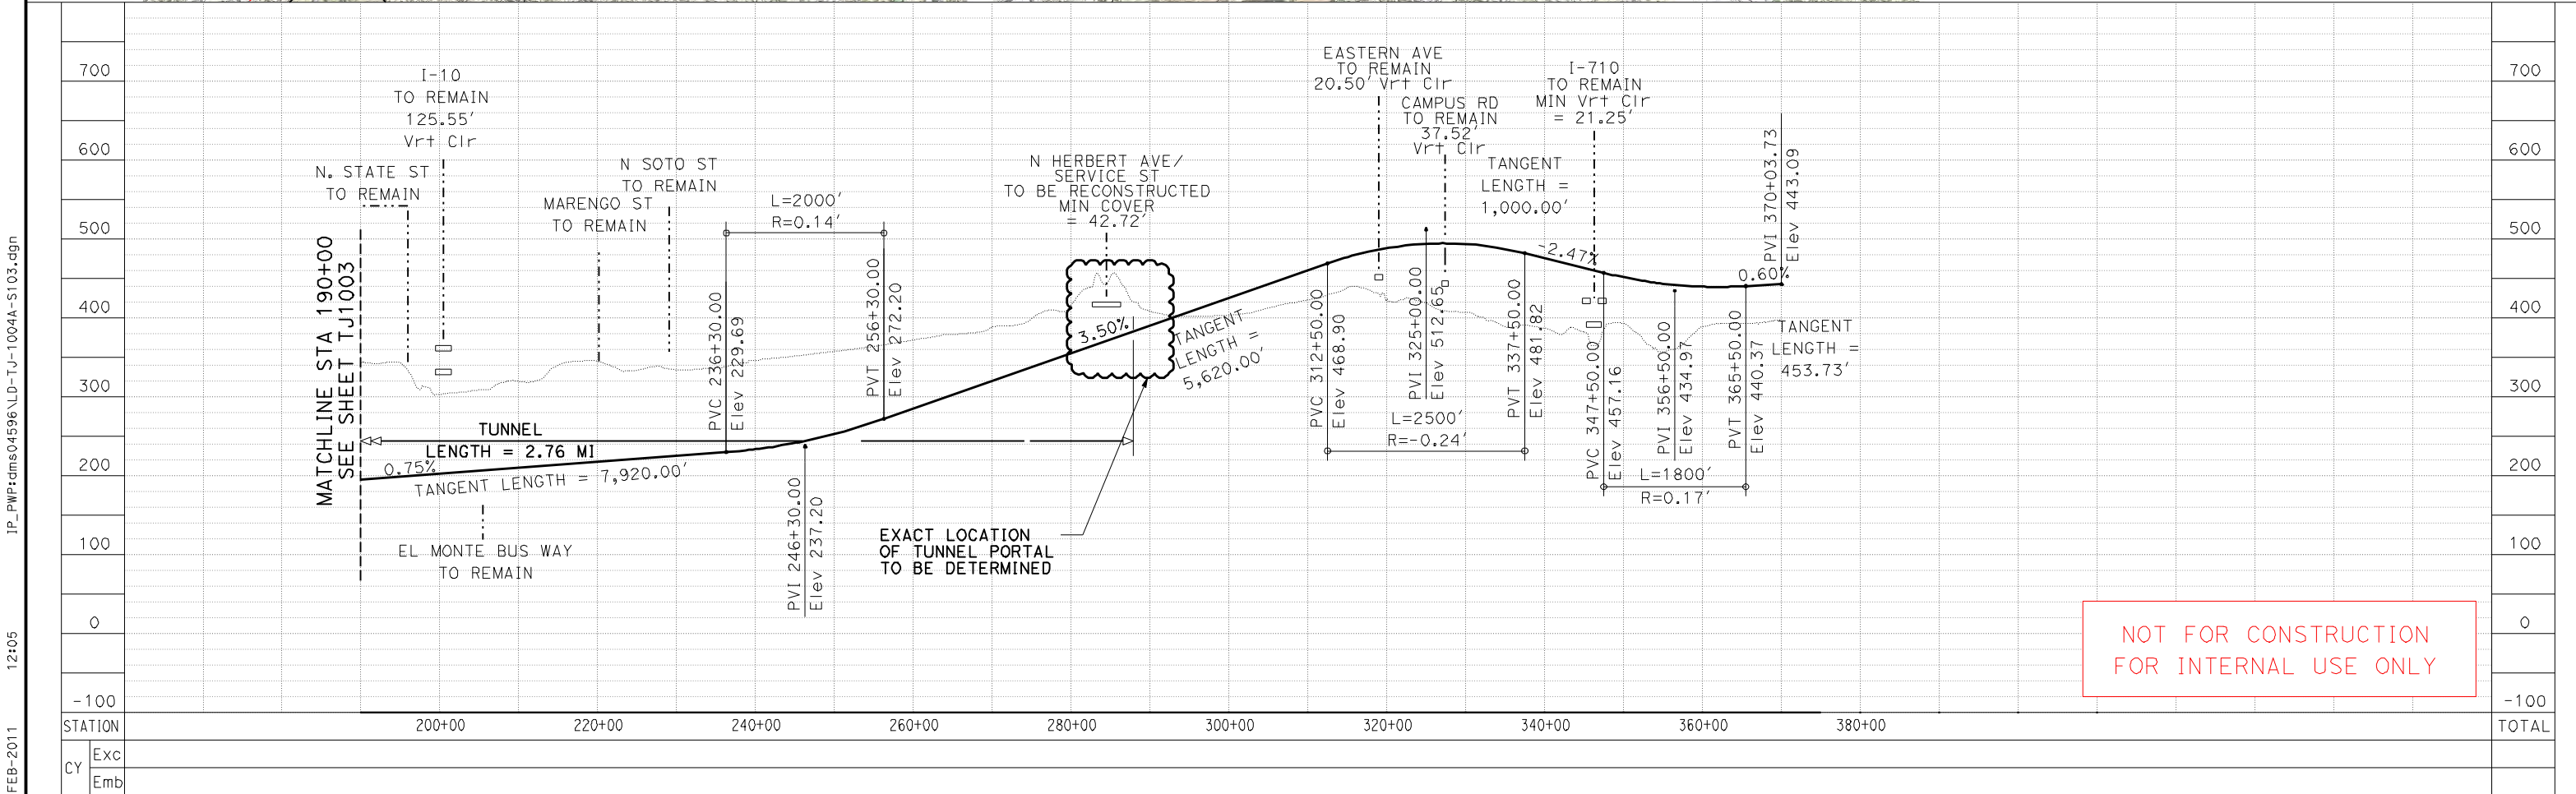 700
600
500
400
300
200
100
0
-100
STATION
CY
Exc
Emb
FEB-2011
12:05
IP_PWP:dms04596\LD-TJ-1004A-S103.dgn
MATCHLINE STA 190+00
SEE SHEET TJ1003
N. STATE ST
TO REMAIN
I-10
TO REMAIN
125.55'
Vrt Clr
MARENGO ST
TO REMAIN
N SOTO ST
TO REMAIN
L=2000'
R=0.14'
PVC 236+30.00
Elev 229.69
PVT 256+30.00
Elev 272.20
TUNNEL
LENGTH = 2.76 MI
0.75%
TANGENT LENGTH = 7,920.00'
EL MONTE BUS WAY
TO REMAIN
PVI 246+30.00
Elev 237.20
N HERBERT AVE/
SERVICE ST
TO BE RECONSTRUCTED
MIN COVER
= 42.72'
3.50%
TANGENT
LENGTH =
5,620.00'
EXACT LOCATION
OF TUNNEL PORTAL
TO BE DETERMINED
EASTERN AVE
TO REMAIN
20.50' Vrt Clr
CAMPUS RD
TO REMAIN
37.52'
Vrt Clr
I-710
TO REMAIN
MIN Vrt Clr
= 21.25'
TANGENT
LENGTH =
1,000.00'
PVC 312+50.00
Elev 468.90
PVI 325+00.00
Elev 512.65
L=2500'
R=-0.24'
PVT 337+50.00
Elev 481.82
-2.47%
PVC 347+50.00
Elev 457.16
PVI 356+50.00
Elev 434.97
L=1800'
R=0.17'
PVT 365+50.00
Elev 440.37
0.60%
PVI 370+03.73
Elev 443.09
TANGENT
LENGTH =
453.73'
200+00
220+00
240+00
260+00
280+00
300+00
320+00
340+00
360+00
380+00
NOT FOR CONSTRUCTION
FOR INTERNAL USE ONLY
700
600
500
400
300
200
100
0
-100
TOTAL